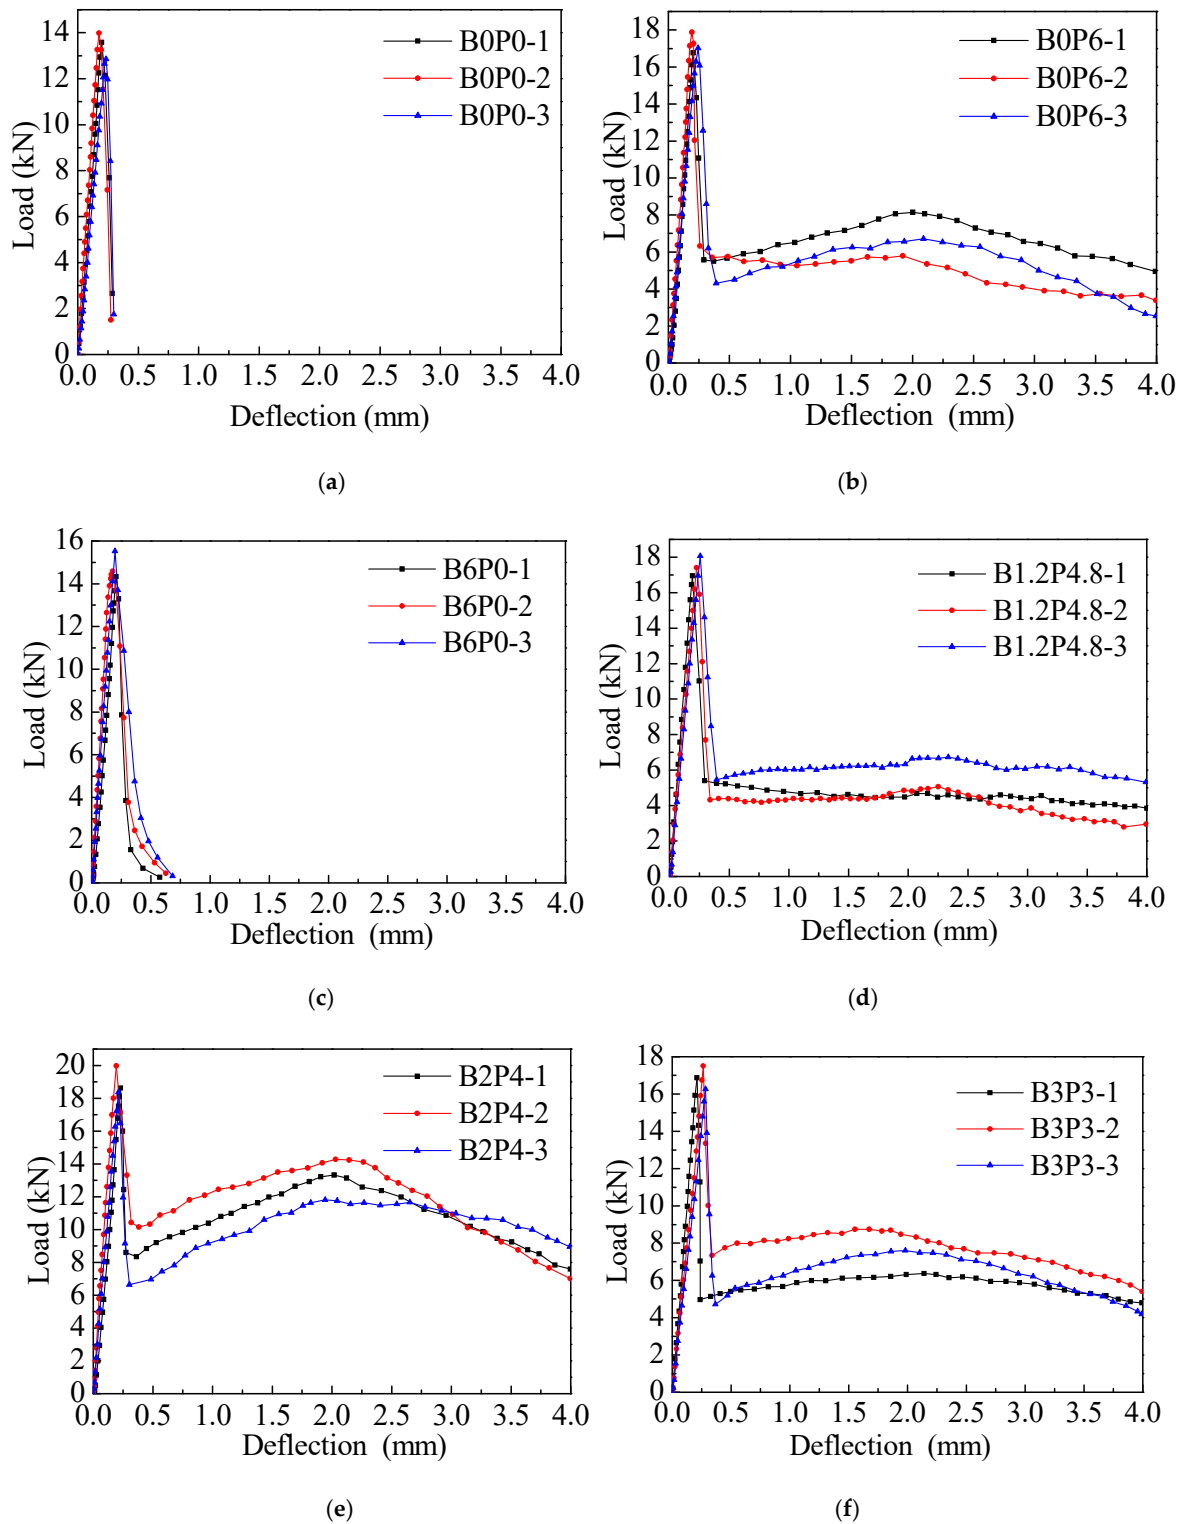 14
12
10
8
6
4
2
0
Load (kN)
B0P0-1
B0P0-2
B0P0-3
0.0 0.5 1.0 1.5 2.0 2.5 3.0 3.5 4.0
Deflection (mm)
(a)
18
16
14
12
10
8
6
4
2
0
Load (kN)
B0P6-1
B0P6-2
B0P6-3
0.0 0.5 1.0 1.5 2.0 2.5 3.0 3.5 4.0
Deflection (mm)
(b)
16
14
12
10
8
6
4
2
0
Load (kN)
B6P0-1
B6P0-2
B6P0-3
0.0 0.5 1.0 1.5 2.0 2.5 3.0 3.5 4.0
Deflection (mm)
(c)
18
16
14
12
10
8
6
4
2
0
Load (kN)
B1.2P4.8-1
B1.2P4.8-2
B1.2P4.8-3
0.0 0.5 1.0 1.5 2.0 2.5 3.0 3.5 4.0
Deflection (mm)
(d)
20
18
16
14
12
10
8
6
4
2
0
Load (kN)
B2P4-1
B2P4-2
B2P4-3
0.0 0.5 1.0 1.5 2.0 2.5 3.0 3.5 4.0
Deflection (mm)
(e)
18
16
14
12
10
8
6
4
2
0
Load (kN)
B3P3-1
B3P3-2
B3P3-3
0.0 0.5 1.0 1.5 2.0 2.5 3.0 3.5 4.0
Deflection (mm)
(f)